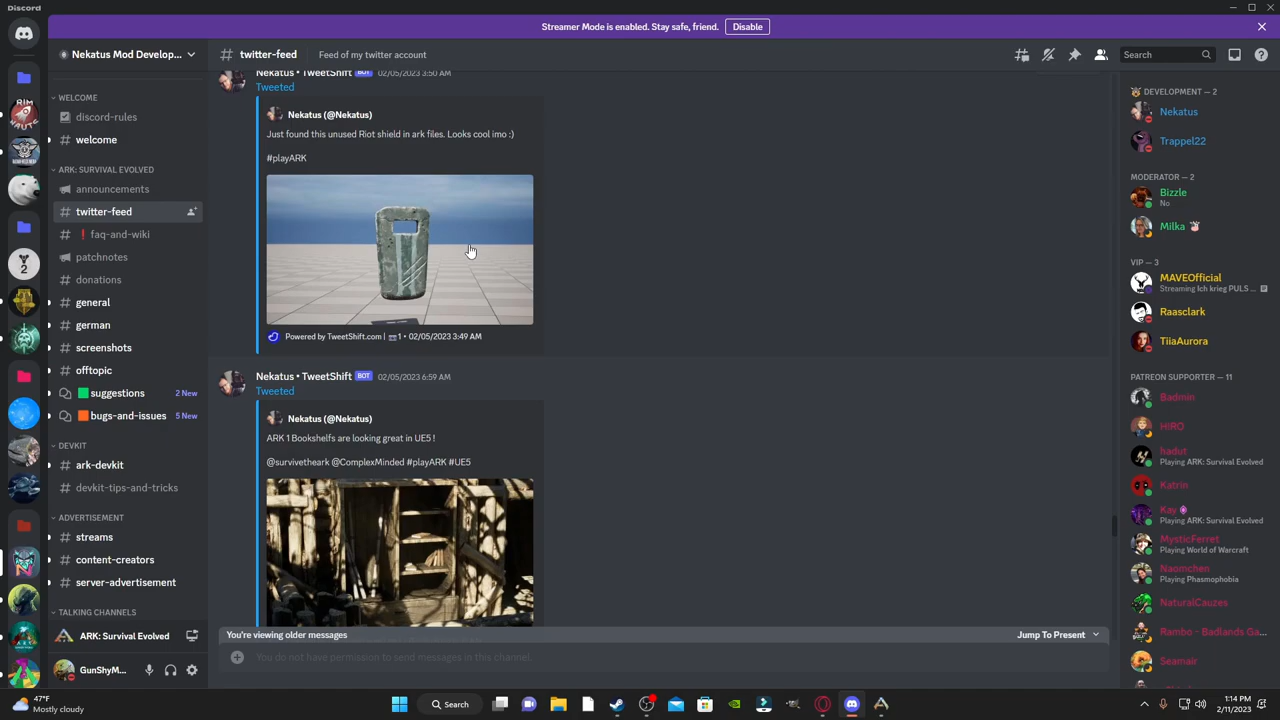 Discord
Streamer Mode is enabled. Stay safe, friend. Disable
Nekatus Mod Develop...
twitter-feed Feed of my twitter account
Search
WELCOME
discord-rules
welcome
ARK: SURVIVAL EVOLVED
announcements
twitter-feed
faq-and-wiki
patchnotes
donations
general
german
screenshots
offtopic
suggestions 2 New
bugs-and-issues 5 New
DEVKIT
ark-devkit
devkit-tips-and-tricks
ADVERTISEMENT
streams
content-creators
server-advertisement
TALKING CHANNELS
ARK: Survival Evolved
GunShyM...
Nekatus • TweetShift BOT 02/05/2023 3:50 AM
Tweeted
Nekatus (@Nekatus)
Just found this unused Riot shield in ark files. Looks cool imo :)
#playARK
Powered by TweetShift.com | 1 • 02/05/2023 3:49 AM
Nekatus • TweetShift BOT 02/05/2023 6:59 AM
Tweeted
Nekatus (@Nekatus)
ARK 1 Bookshelfs are looking great in UE5 !
@survivetheark @ComplexMinded #playARK #UE5
You're viewing older messages Jump To Present
You do not have permission to send messages in this channel.
DEVELOPMENT — 2
Nekatus
Trappel22
MODERATOR — 2
Bizzle
No
Milka
VIP — 3
MAVEOfficial
Streaming Ich krieg PULS ...
Raasclark
TiiaAurora
PATREON SUPPORTER — 11
Badmin
HIRO
hadut
Playing ARK: Survival Evolved
Katrin
Kay
Playing ARK: Survival Evolved
MysticFerret
Playing World of Warcraft
Naomchen
Playing Phasmophobia
NaturalCauzes
Rambo - Badlands Ga...
Seamair
47°F
Mostly cloudy
Search
1:14 PM
2/11/2023